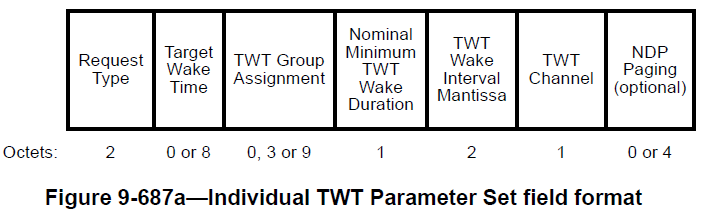 Request Type
Target Wake Time
TWT Group Assignment
Nominal Minimum TWT Wake Duration
TWT Wake Interval Mantissa
TWT Channel
NDP Paging (optional)
Octets: 2 0 or 8 0, 3 or 9 1 2 1 0 or 4
Figure 9-687a—Individual TWT Parameter Set field format